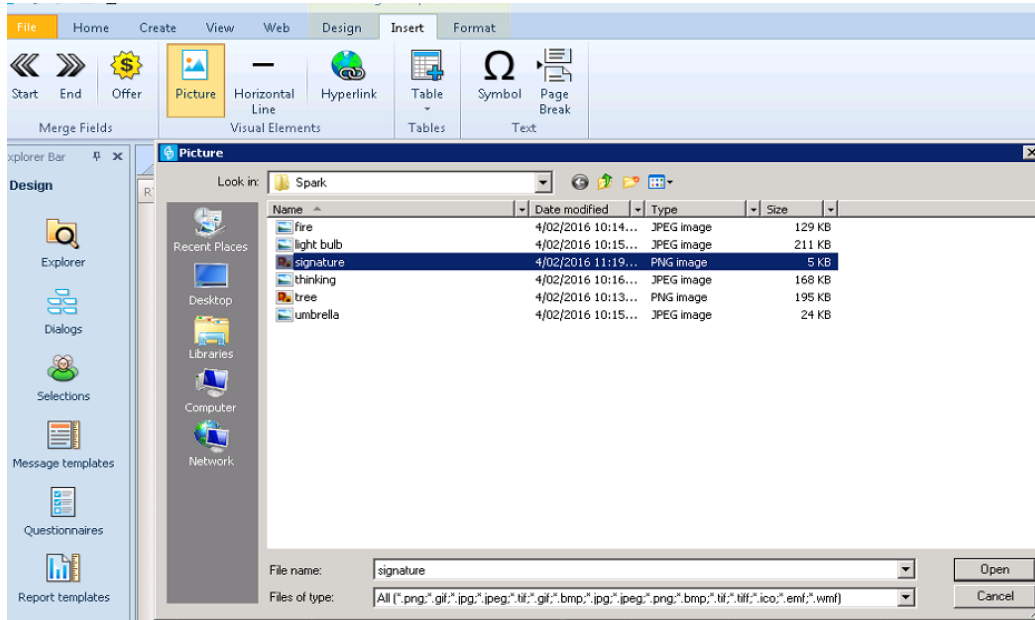 File Home Create View Web Design Insert Format
Start End Offer Picture Horizontal Line Hyperlink Table Symbol Page Break
Merge Fields Visual Elements Tables Text
xplorer Bar
Design
Explorer
Dialogs
Selections
Message templates
Questionnaires
Report templates
Picture
Look in: Spark
Recent Places
Desktop
Libraries
Computer
Network
Name Date modified Type Size
fire 4/02/2016 10:14... JPEG image 129 KB
light bulb 4/02/2016 10:15... JPEG image 211 KB
signature 4/02/2016 11:19... PNG image 5 KB
thinking 4/02/2016 10:16... JPEG image 168 KB
tree 4/02/2016 10:13... PNG image 195 KB
umbrella 4/02/2016 10:15... JPEG image 24 KB
File name: signature Open
Files of type: All (*.png;*.gif;*.jpg;*.jpeg;*.tif;*.gif;*.bmp;*.jpg;*.jpeg;*.png;*.bmp;*.tif;*.tiff;*.ico;*.emf;*.wmf) Cancel